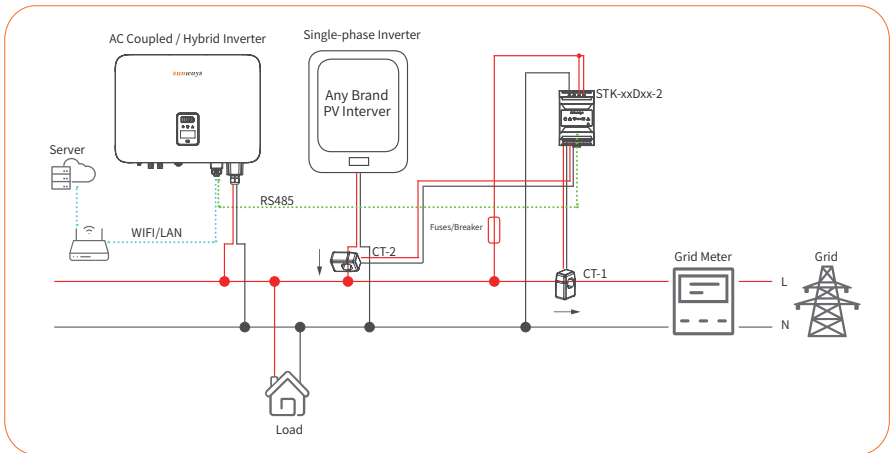 AC Coupled / Hybrid Inverter
Single-phase Inverter
sunways
Any Brand
PV Interver
STK-xxDxx-2
Server
RS485
WIFI/LAN
Fuses/Breaker
CT-2
CT-1
Grid Meter
Grid
L
N
Load